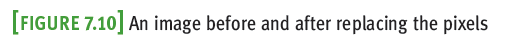 [FIGURE 7.10] An image before and after replacing the pixels